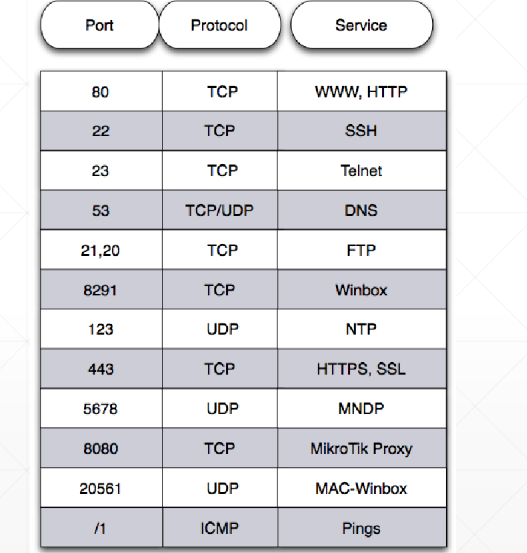 Port Protocol Service
80 TCP WWW, HTTP
22 TCP SSH
23 TCP Telnet
53 TCP/UDP DNS
21,20 TCP FTP
8291 TCP Winbox
123 UDP NTP
443 TCP HTTPS, SSL
5678 UDP MNDP
8080 TCP MikroTik Proxy
20561 UDP MAC-Winbox
/1 ICMP Pings